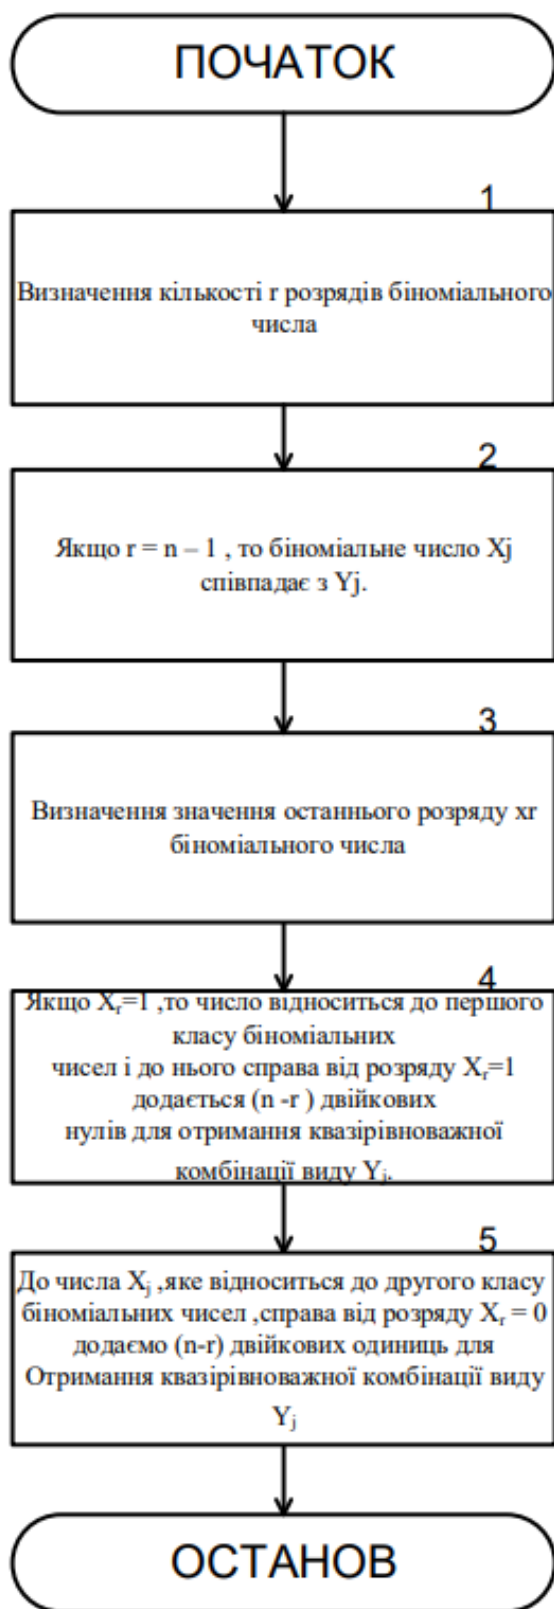 ПОЧАТОК
1
Визначення кількості r розрядів біноміального
числа
2
Якщо r = n – 1 , то біноміальне число Xj
співпадає з Yj.
3
Визначення значення останнього розряду xr
біноміального числа
4
Якщо Xr=1 ,то число відноситься до першого
класу біноміальних
чисел і до нього справа від розряду Xr=1
додається (n -r ) двійкових
нулів для отримання квазірівноважної
комбінації виду Yj.
5
До числа Xj ,яке відноситься до другого класу
біноміальних чисел ,справа від розряду Xr = 0
додаємо (n-r) двійкових одиниць для
Отримання квазірівноважної комбінації виду
Yj
ОСТАНОВ